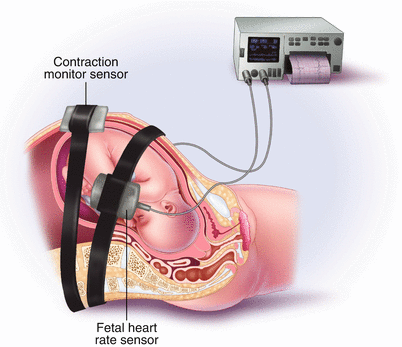 Contraction
monitor sensor
Fetal heart
rate sensor